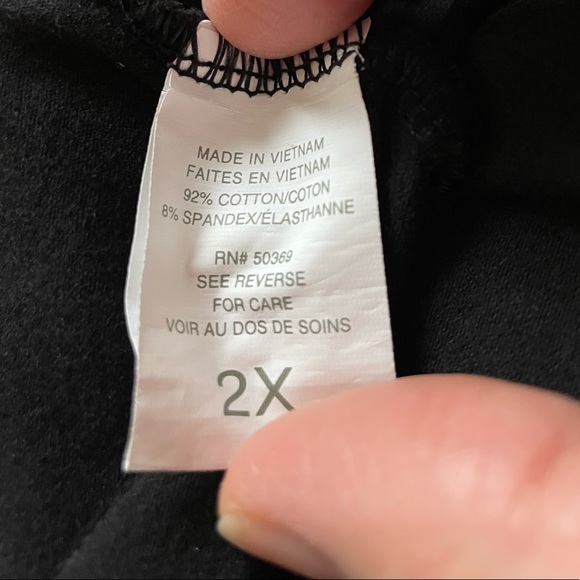 MADE IN VIETNAM
FAITES EN VIETNAM
92% COTTON/COTON
8% SPANDEX/ÉLASTHANNE
RN# 50369
SEE REVERSE
FOR CARE
VOIR AU DOS DE SOINS
2X